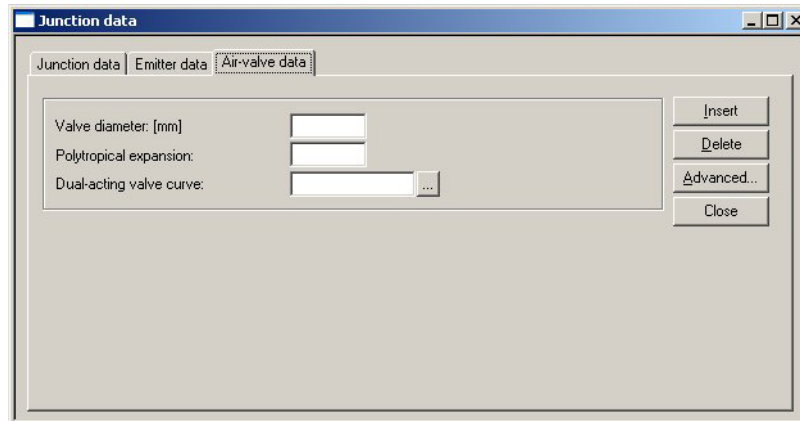 Junction data
Junction data Emitter data Air-valve data
Valve diameter: [mm]
Polytropical expansion:
Dual-acting valve curve: ...
Insert
Delete
Advanced...
Close